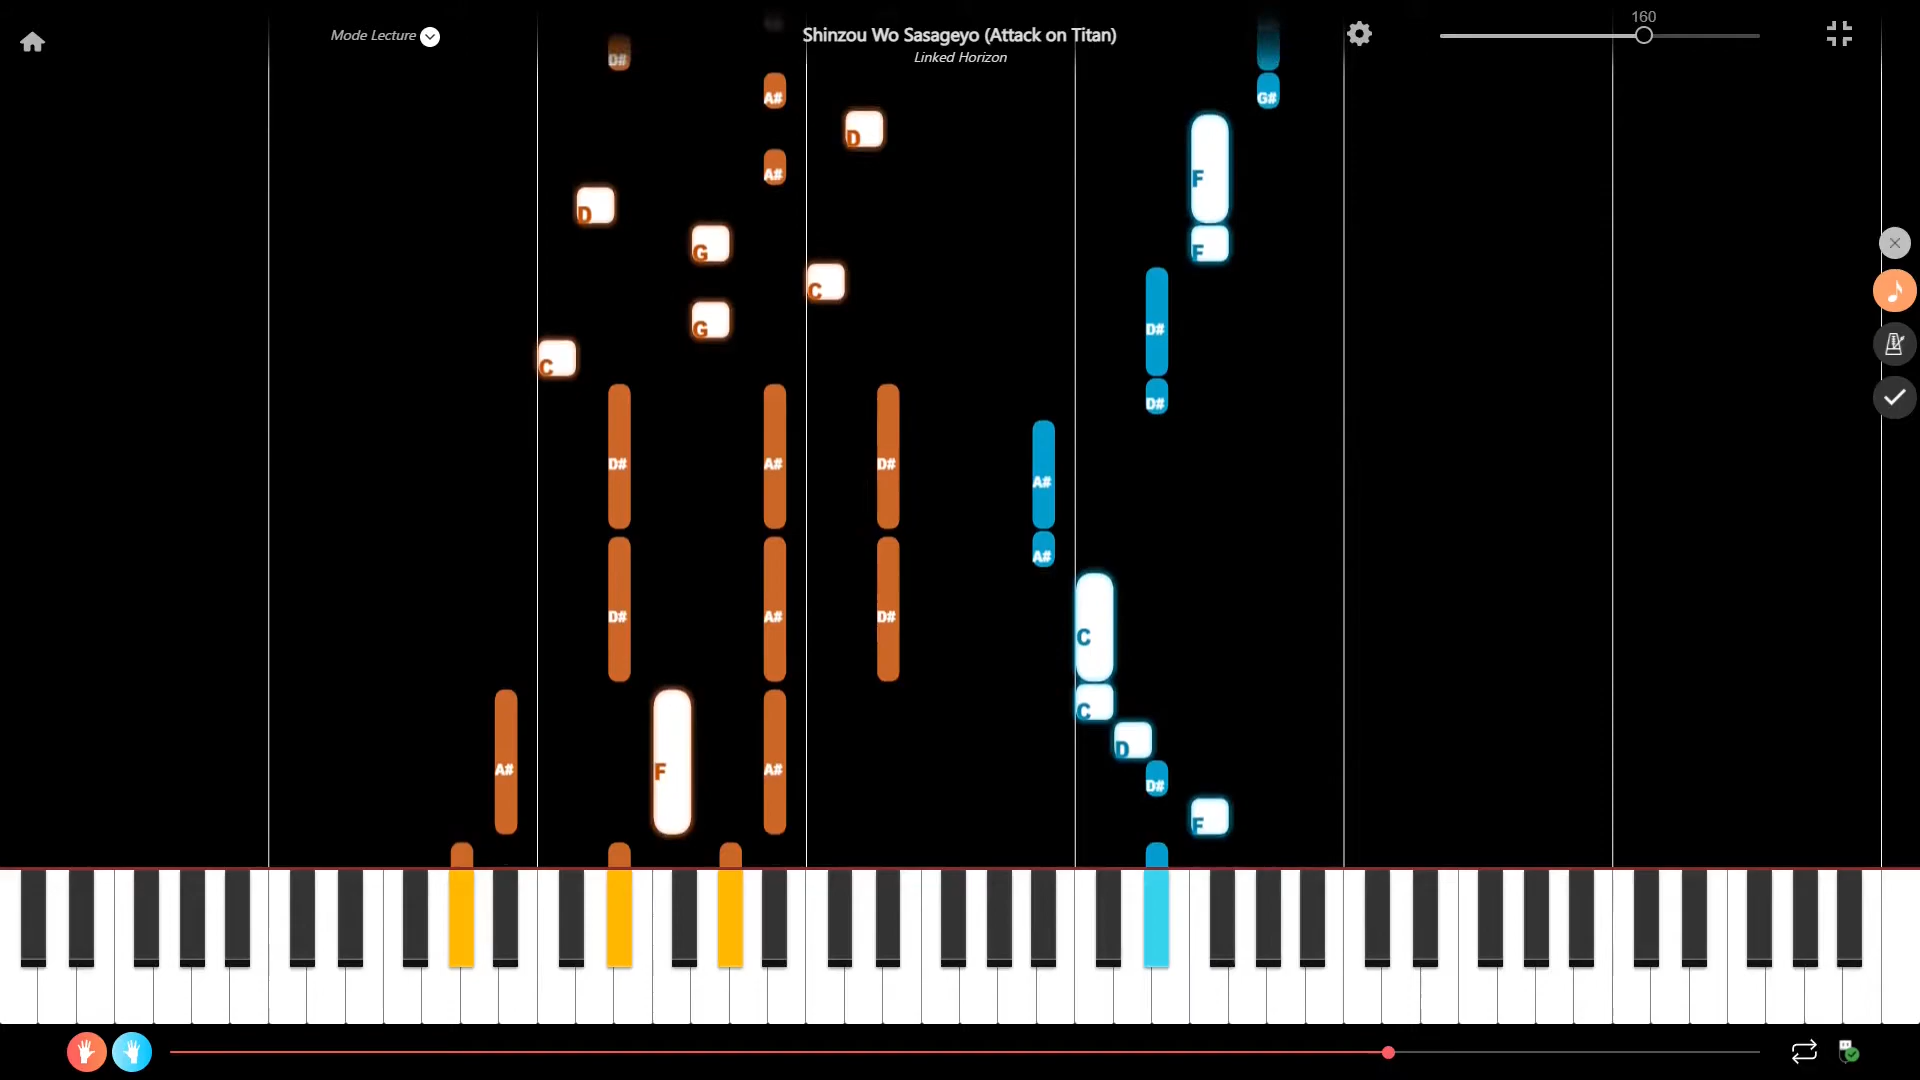 160
Mode Lecture
Shinzou Wo Sasageyo (Attack on Titan)
Linked Horizon
D#
A# G#
D
A# F
D
G F
C
G D#
C
D#
D# A# D# A#
A#
D# A# D#
C
C
D
A# F A# D#
F